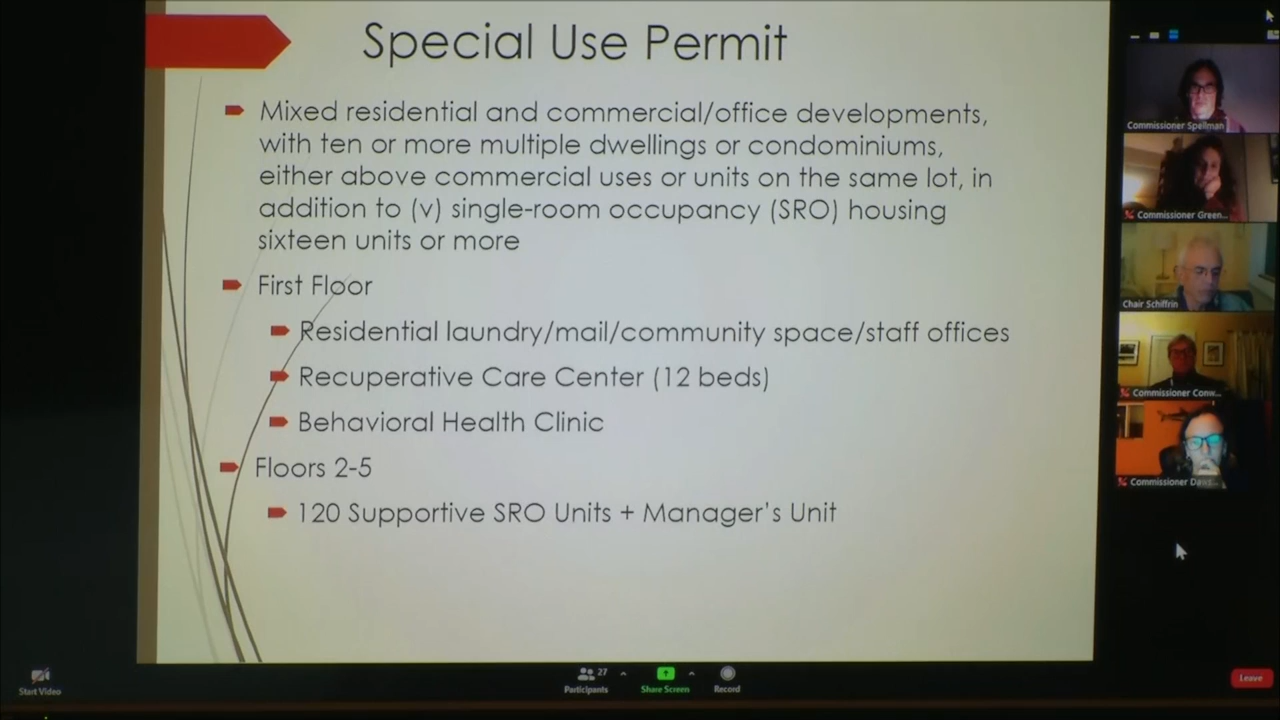 Special Use Permit
Mixed residential and commercial/office developments,
with ten or more multiple dwellings or condominiums,
either above commercial uses or units on the same lot, in
addition to (v) single-room occupancy (SRO) housing
sixteen units or more
First Floor
Residential laundry/mail/community space/staff offices
Recuperative Care Center (12 beds)
Behavioral Health Clinic
Floors 2-5
120 Supportive SRO Units + Manager's Unit
Commissioner Spellman
Commissioner Green...
Chair Schiffrin
Commissioner Conw...
Commissioner
Start Video
27
Participants
Share Screen
Record
Leave